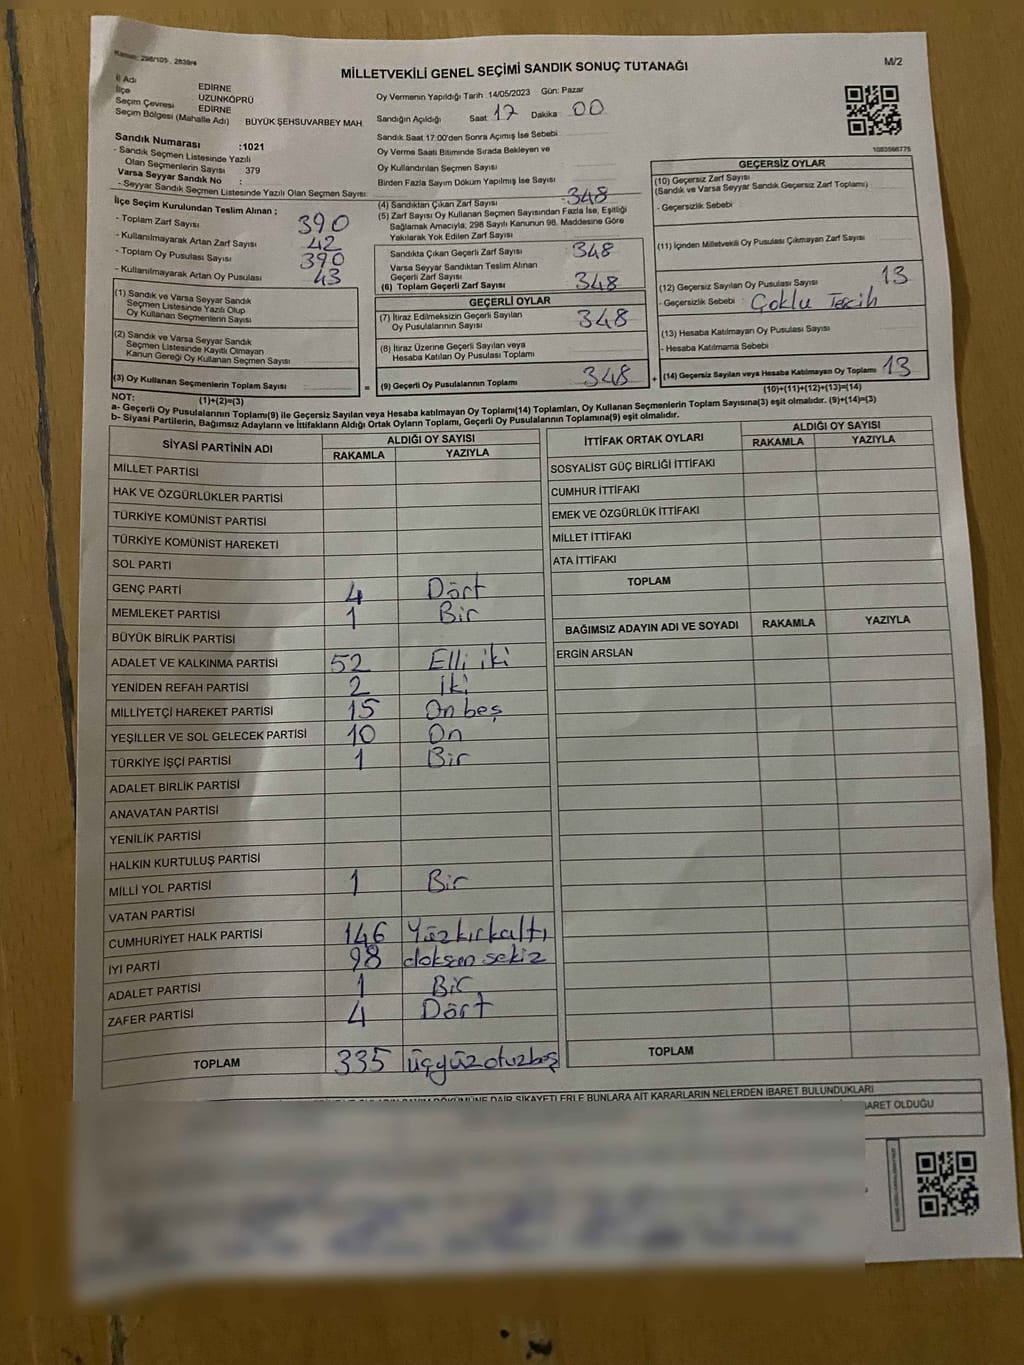 Kanun: 298/105 , 2839/4
MİLLETVEKİLİ GENEL SEÇİMİ SANDIK SONUÇ TUTANAĞI
M/2
İl Adı EDİRNE
İlçe UZUNKÖPRÜ
Seçim Çevresi EDİRNE
Seçim Bölgesi (Mahalle Adı) BÜYÜK ŞEHSUVARBEY MAH.
Oy Vermenin Yapıldığı Tarih :14/05/2023 Gün: Pazar
Sandığın Açıldığı Saat 17 Dakika 00
Sandık Saat 17:00'den Sonra Açımış İse Sebebi
Oy Verme Saati Bitiminde Sırada Bekleyen ve
Oy Kullandırılan Seçmen Sayısı
Birden Fazla Sayım Döküm Yapılmış İse Sayısı
1083566775
Sandık Numarası :1021
- Sandık Seçmen Listesinde Yazılı
Olan Seçmenlerin Sayısı : 379
Varsa Seyyar Sandık No :
- Seyyar Sandık Seçmen Listesinde Yazılı Olan Seçmen Sayısı:
İlçe Seçim Kurulundan Teslim Alınan ;
- Toplam Zarf Sayısı 390
- Kullanılmayarak Artan Zarf Sayısı 42
- Toplam Oy Pusulası Sayısı 390
- Kullanılmayarak Artan Oy Pusulası 43
(1) Sandık ve Varsa Seyyar Sandık
Seçmen Listesinde Yazılı Olup
Oy Kullanan Seçmenlerin Sayısı
(2) Sandık ve Varsa Seyyar Sandık
Seçmen Listesinde Kayıtlı Olmayan
Kanun Gereği Oy Kullanan Seçmen Sayısı
(3) Oy Kullanan Seçmenlerin Toplam Sayısı
(1)+(2)=(3)
=
(4) Sandıktan Çıkan Zarf Sayısı 348
(5) Zarf Sayısı Oy Kullanan Seçmen Sayısından Fazla İse, Eşitliği
Sağlamak Amacıyla, 298 Sayılı Kanunun 98. Maddesine Göre
Yakılarak Yok Edilen Zarf Sayısı
Sandıkta Çıkan Geçerli Zarf Sayısı 348
Varsa Seyyar Sandıktan Teslim Alınan
Geçerli Zarf Sayısı
(6) Toplam Geçerli Zarf Sayısı 348
GEÇERLİ OYLAR
(7) İtiraz Edilmeksizin Geçerli Sayılan
Oy Pusulalarının Sayısı 348
(8) İtiraz Üzerine Geçerli Sayılan veya
Hesaba Katılan Oy Pusulası Toplamı
(9) Geçerli Oy Pusulalarının Toplamı 348
+
GEÇERSİZ OYLAR
(10) Geçersiz Zarf Sayısı
(Sandık ve Varsa Seyyar Sandık Geçersiz Zarf Toplamı)
- Geçersizlik Sebebi :
(11) İçinden Milletvekili Oy Pusulası Çıkmayan Zarf Sayısı
(12) Geçersiz Sayılan Oy Pusulası Sayısı 13
- Geçersizlik Sebebi : Çoklu Tercih
(13) Hesaba Katılmayan Oy Pusulası Sayısı
- Hesaba Katılmama Sebebi
(14) Geçersiz Sayılan veya Hesaba Katılmayan Oy Toplamı 13
(10)+(11)+(12)+(13)=(14)
NOT:
a- Geçerli Oy Pusulalarının Toplamı(9) ile Geçersiz Sayılan veya Hesaba katılmayan Oy Toplamı(14) Toplamları, Oy Kullanan Seçmenlerin Toplam Sayısına(3) eşit olmalıdır. (9)+(14)=(3)
b- Siyasi Partilerin, Bağımsız Adayların ve İttifakların Aldığı Ortak Oyların Toplamı, Geçerli Oy Pusulalarının Toplamına(9) eşit olmalıdır.
SİYASİ PARTİNİN ADI ALDIĞI OY SAYISI
RAKAMLA YAZIYLA
MİLLET PARTİSİ
HAK VE ÖZGÜRLÜKLER PARTİSİ
TÜRKİYE KOMÜNİST PARTİSİ
TÜRKİYE KOMÜNİST HAREKETİ
SOL PARTİ
GENÇ PARTİ 4 Dört
MEMLEKET PARTİSİ 1 Bir
BÜYÜK BİRLİK PARTİSİ
ADALET VE KALKINMA PARTİSİ 52 Elli iki
YENİDEN REFAH PARTİSİ 2 İki
MİLLİYETÇİ HAREKET PARTİSİ 15 On beş
YEŞİLLER VE SOL GELECEK PARTİSİ 10 On
TÜRKİYE İŞÇİ PARTİSİ 1 Bir
ADALET BİRLİK PARTİSİ
ANAVATAN PARTİSİ
YENİLİK PARTİSİ
HALKIN KURTULUŞ PARTİSİ
MİLLİ YOL PARTİSİ 1 Bir
VATAN PARTİSİ
CUMHURİYET HALK PARTİSİ 146 Yüzkırkaltı
İYİ PARTİ 98 doksan sekiz
ADALET PARTİSİ 1 Bir
ZAFER PARTİSİ 4 Dört
TOPLAM 335 üçyüzotuzbeş
İTTİFAK ORTAK OYLARI ALDIĞI OY SAYISI
RAKAMLA YAZIYLA
SOSYALİST GÜÇ BİRLİĞİ İTTİFAKI
CUMHUR İTTİFAKI
EMEK VE ÖZGÜRLÜK İTTİFAKI
MİLLET İTTİFAKI
ATA İTTİFAKI
TOPLAM
BAĞIMSIZ ADAYIN ADI VE SOYADI RAKAMLA YAZIYLA
ERGİN ARSLAN
TOPLAM
DÖKÜMÜNE DAİR ŞİKAYETLERLE BUNLARA AİT KARARLARIN NELERDEN İBARET BULUNDUKLARI
İBARET OLDUĞU